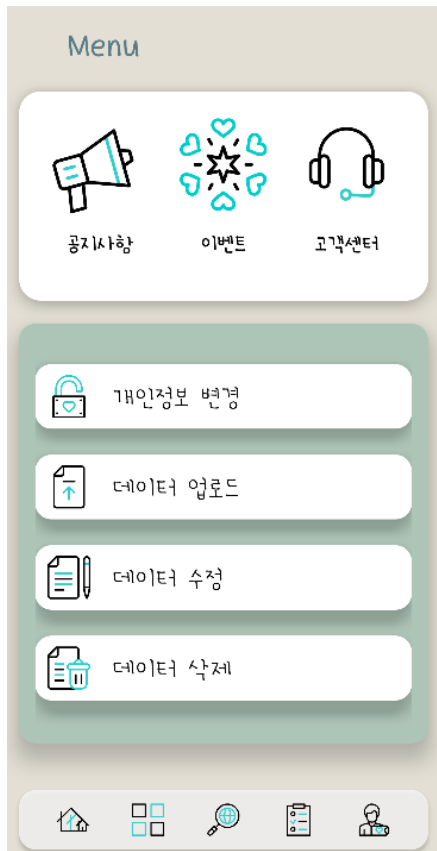 Menu
공지사항
이벤트
고객센터
개인정보 변경
데이터 업로드
데이터 수정
데이터 삭제